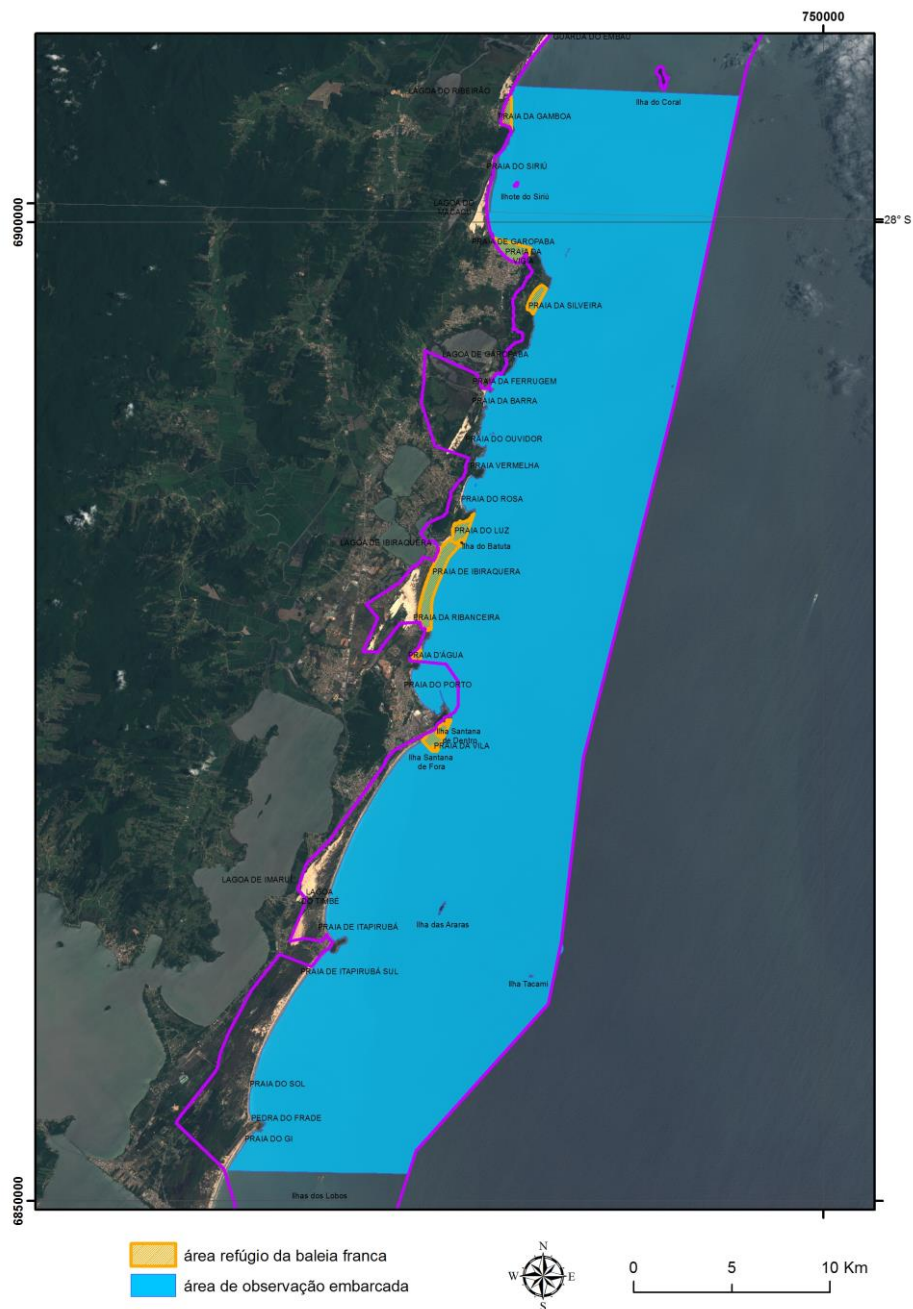 750000
GUARDA DO EMBAÚ
LAGOA DO RIBEIRÃO
Ilha do Coral
PRAIA DA GAMBOA
PRAIA DO SIRIÚ
Ilhote do Siriú
LAGOA DO
6900000
28° S
PRAIA DE GAROPABA
PRAIA DA
VIGIA
PRAIA DA SILVEIRA
LAGOA DE GAROPABA
PRAIA DA FERRUGEM
PRAIA DA BARRA
PRAIA DO OUVIDOR
PRAIA VERMELHA
PRAIA DO ROSA
PRAIA DO LUZ
LAGOA DE IBIRAQUERA
Ilha do Batuta
PRAIA DE IBIRAQUERA
PRAIA DA RIBANCEIRA
PRAIA D'ÁGUA
PRAIA DO PORTO
Ilha Santana
de Dentro
PRAIA DA VILA
Ilha Santana
de Fora
LAGOA DE IMARUÍ
LAGOA
DO TIMBÉ
Ilha das Araras
PRAIA DE ITAPIRUBÁ
PRAIA DE ITAPIRUBÁ SUL
Ilha Tacami
PRAIA DO SOL
PEDRA DO FRADE
PRAIA DO GI
6850000
Ilhas dos Lobos
área refúgio da baleia franca
área de observação embarcada
N
W
E
S
0 5 10 Km